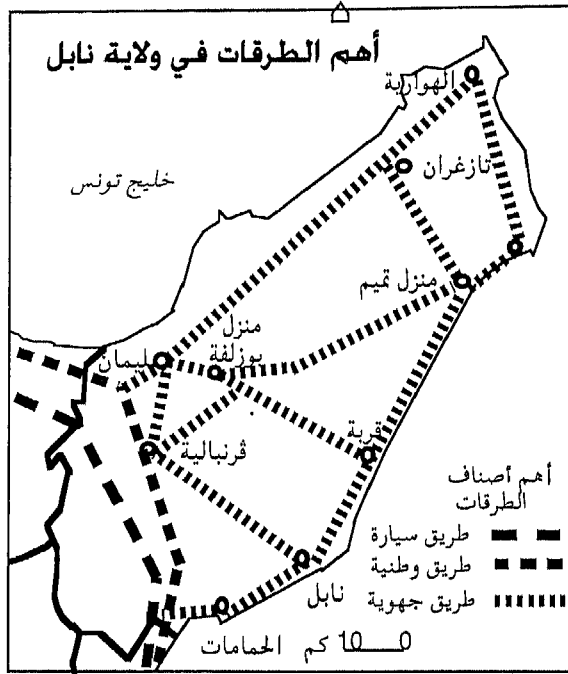 أهم الطرقات في ولاية نابل
الهوارية
تازغران
خليج تونس
منزل تميم
منزل
بوزلفة
سليمان
ڤرنبالية
قربة
أهم أصناف
الطرقات
طريق سيارة
طريق وطنية
طريق جهوية
نابل
الحمامات
0 10 كم